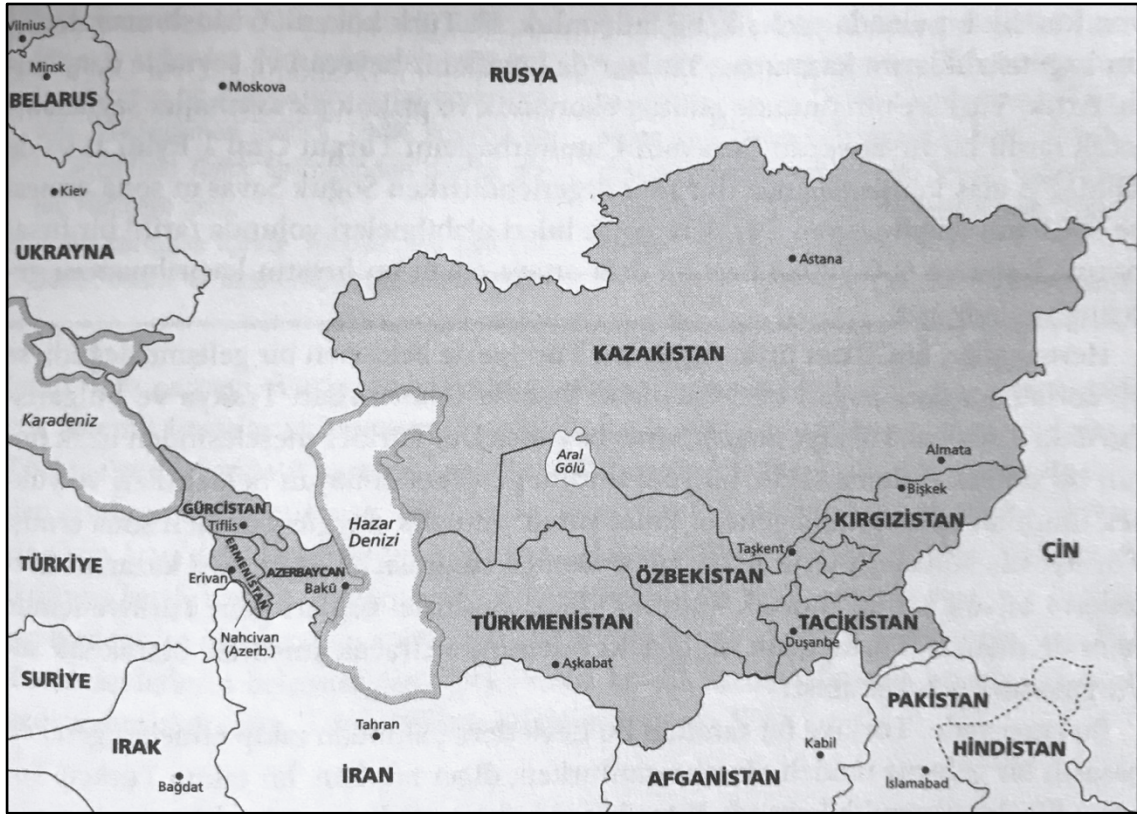 Vilnius
Minsk
BELARUS
Moskova
RUSYA
Kiev
UKRAYNA
Astana
KAZAKİSTAN
Karadeniz
Aral
Gölü
Almata
Bişkek
GÜRCİSTAN
Tiflis
Hazar
Denizi
KIRGIZİSTAN
ÇİN
TÜRKİYE
ERMENİSTAN
AZERBAYCAN
Erivan
Bakû
Taşkent
ÖZBEKİSTAN
TÜRKMENİSTAN
TACİKİSTAN
Duşanbe
Nahcivan
(Azerb.)
Aşkabat
SURİYE
PAKİSTAN
Tahran
IRAK
İRAN
Kabil
HİNDİSTAN
AFGANİSTAN
Bağdat
İslamabad